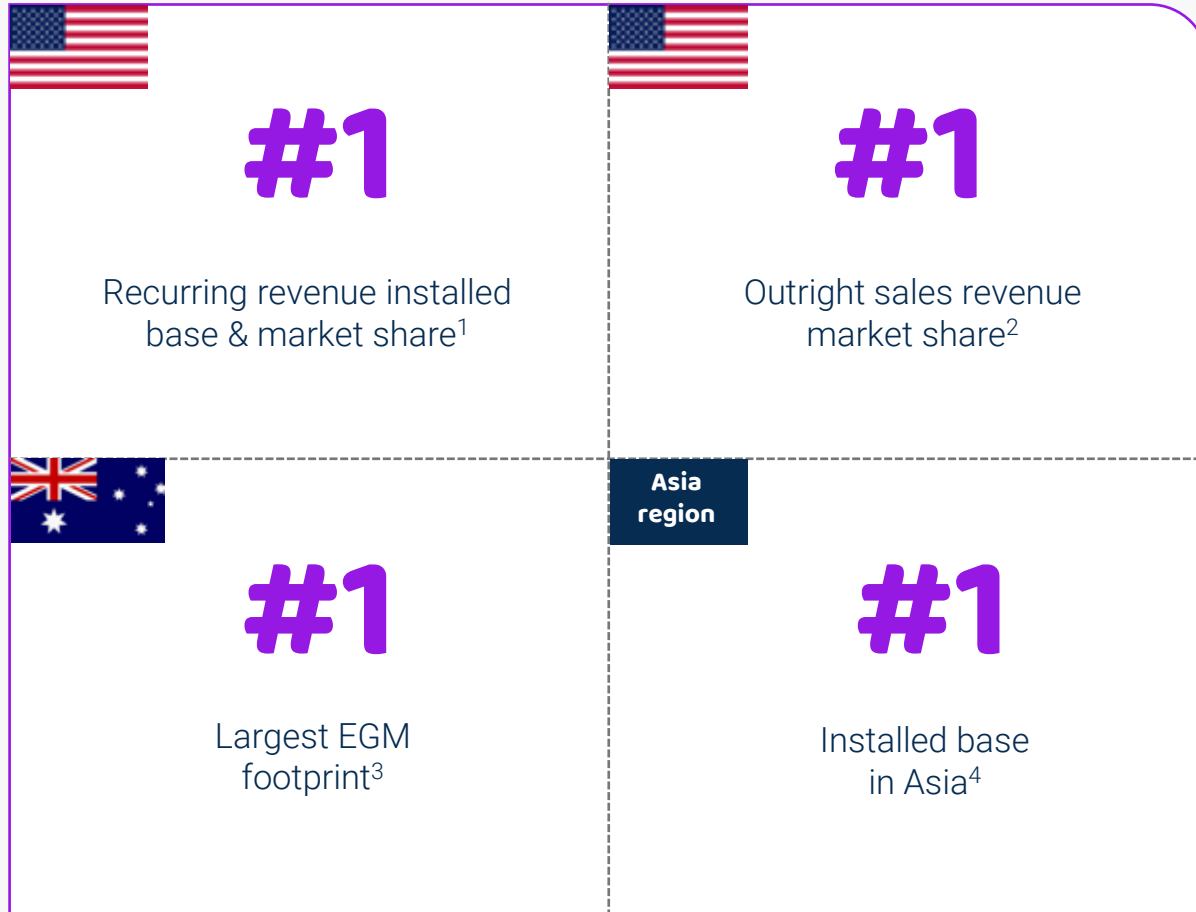 #1
Recurring revenue installed
base & market share¹
#1
Outright sales revenue
market share²
#1
Largest EGM
footprint³
Asia
region
#1
Installed base
in Asia⁴